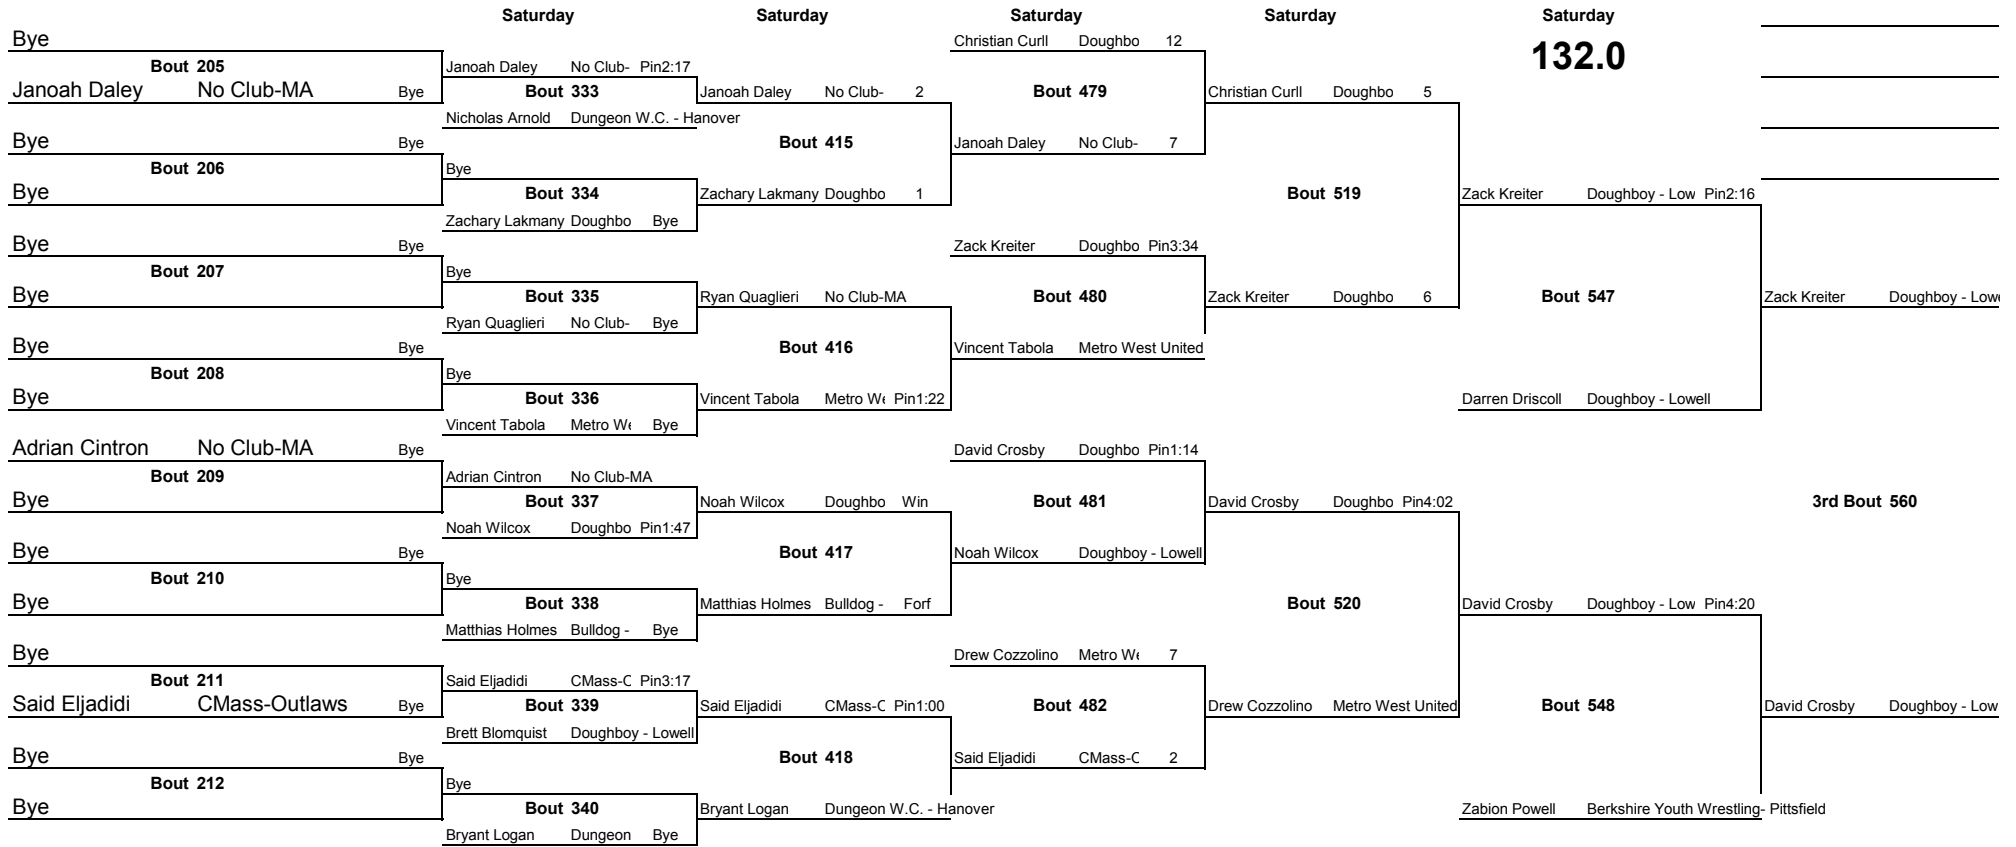 Saturday Saturday Saturday Saturday Saturday
132.0
Bye
Bout 205
Janoah Daley No Club-MA Bye
Bye Bye
Bout 206
Bye
Bye Bye
Bout 207
Bye
Bye Bye
Bout 208
Bye
Adrian Cintron No Club-MA Bye
Bout 209
Bye
Bye Bye
Bout 210
Bye
Bye
Bout 211
Said Eljadidi CMass-Outlaws Bye
Bye Bye
Bout 212
Bye
Janoah Daley No Club- Pin2:17
Bout 333
Nicholas Arnold Dungeon W.C. - Hanover
Bye
Bout 334
Zachary Lakmany Doughbo Bye
Bye
Bout 335
Ryan Quaglieri No Club- Bye
Bye
Bout 336
Vincent Tabola Metro We Bye
Adrian Cintron No Club-MA
Bout 337
Noah Wilcox Doughbo Pin1:47
Bye
Bout 338
Matthias Holmes Bulldog - Bye
Said Eljadidi CMass-C Pin3:17
Bout 339
Brett Blomquist Doughboy - Lowell
Bye
Bout 340
Bryant Logan Dungeon Bye
Janoah Daley No Club- 2
Bout 415
Zachary Lakmany Doughbo 1
Ryan Quaglieri No Club-MA
Bout 416
Vincent Tabola Metro We Pin1:22
Noah Wilcox Doughbo Win
Bout 417
Matthias Holmes Bulldog - Forf
Said Eljadidi CMass-C Pin1:00
Bout 418
Bryant Logan Dungeon W.C. - Hanover
Christian Curll Doughbo 12
Bout 479
Janoah Daley No Club- 7
Zack Kreiter Doughbo Pin3:34
Bout 480
Vincent Tabola Metro West United
David Crosby Doughbo Pin1:14
Bout 481
Noah Wilcox Doughboy - Lowell
Drew Cozzolino Metro We 7
Bout 482
Said Eljadidi CMass-C 2
Christian Curll Doughbo 5
Bout 519
Zack Kreiter Doughbo 6
David Crosby Doughbo Pin4:02
Bout 520
Drew Cozzolino Metro West United
Zack Kreiter Doughboy - Low Pin2:16
Bout 547
Darren Driscoll Doughboy - Lowell
David Crosby Doughboy - Low Pin4:20
Bout 548
Zabion Powell Berkshire Youth Wrestling- Pittsfield
Zack Kreiter Doughboy - Lowe
3rd Bout 560
David Crosby Doughboy - Low